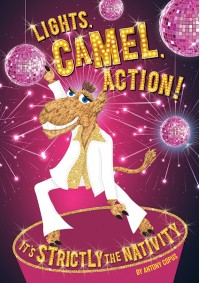 LIGHTS,
CAMEL,
ACTION!
IT'S STRICTLY THE NATIVITY
BY ANTONY COPUS